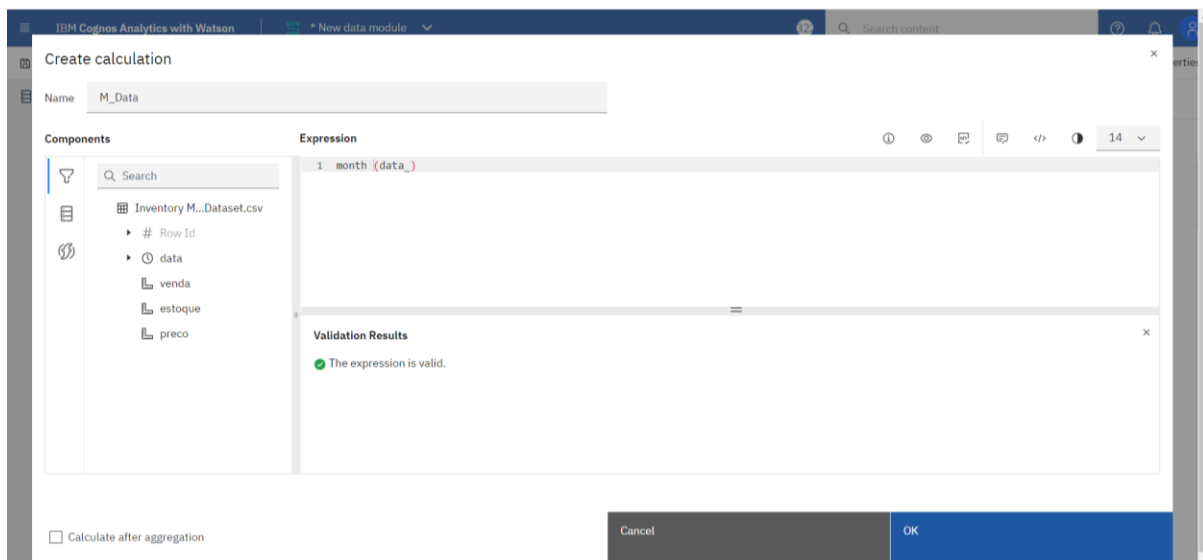 IBM Cognos Analytics with Watson
* New data module
Search content
erties
Create calculation
Name
M_Data
Components
Expression
14
Search
1 month (data_)
Inventory M...Dataset.csv
# Row Id
data
venda
estoque
preco
Validation Results
The expression is valid.
Calculate after aggregation
Cancel
OK